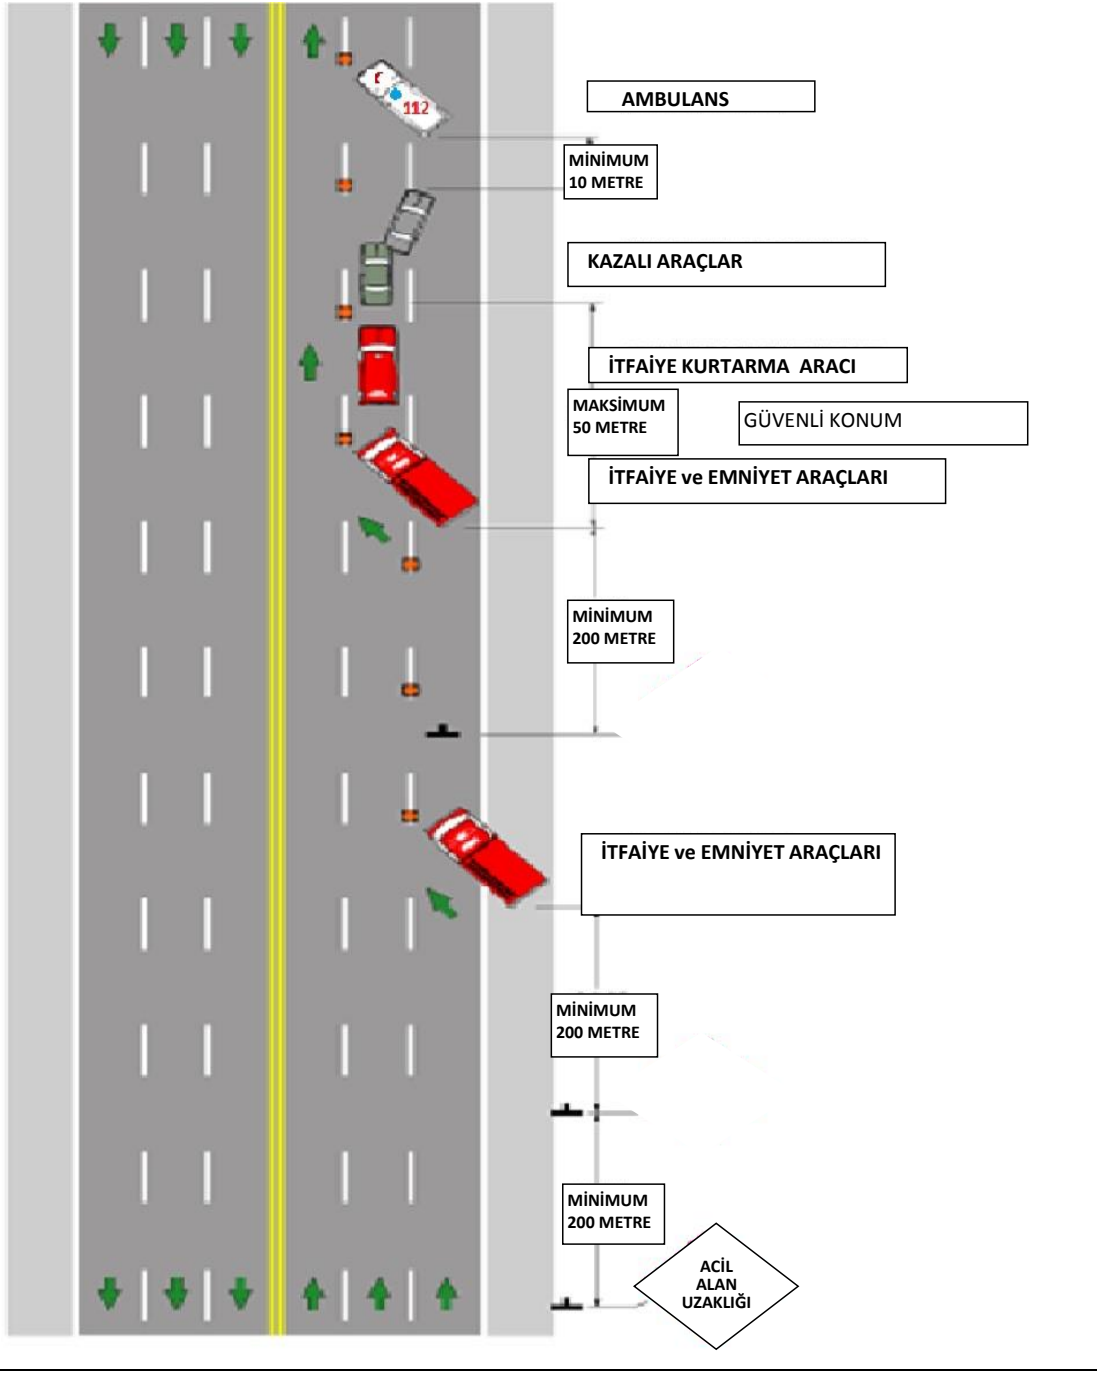 112
AMBULANS
MİNİMUM
10 METRE
KAZALI ARAÇLAR
İTFAİYE KURTARMA ARACI
MAKSİMUM
50 METRE
GÜVENLİ KONUM
İTFAİYE ve EMNİYET ARAÇLARI
MİNİMUM
200 METRE
İTFAİYE ve EMNİYET ARAÇLARI
MİNİMUM
200 METRE
MİNİMUM
200 METRE
ACİL
ALAN
UZAKLIĞI